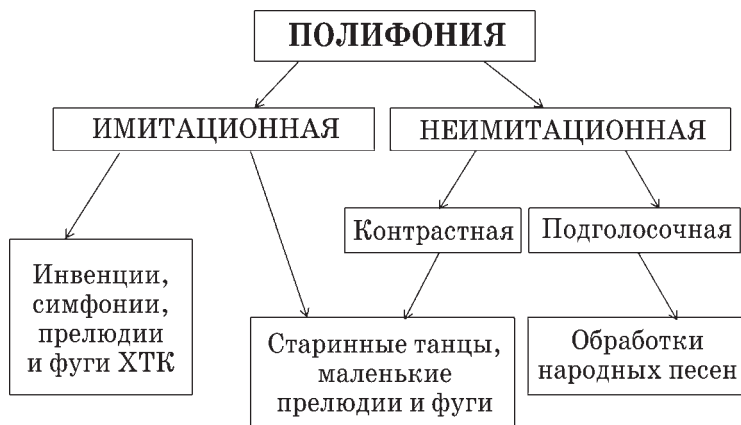 ПОЛИФОНИЯ
ИМИТАЦИОННАЯ
НЕИМИТАЦИОННАЯ
Контрастная
Подголосочная
Инвенции,
симфонии,
прелюдии
и фуги ХТК
Старинные танцы,
маленькие
прелюдии и фуги
Обработки
народных песен